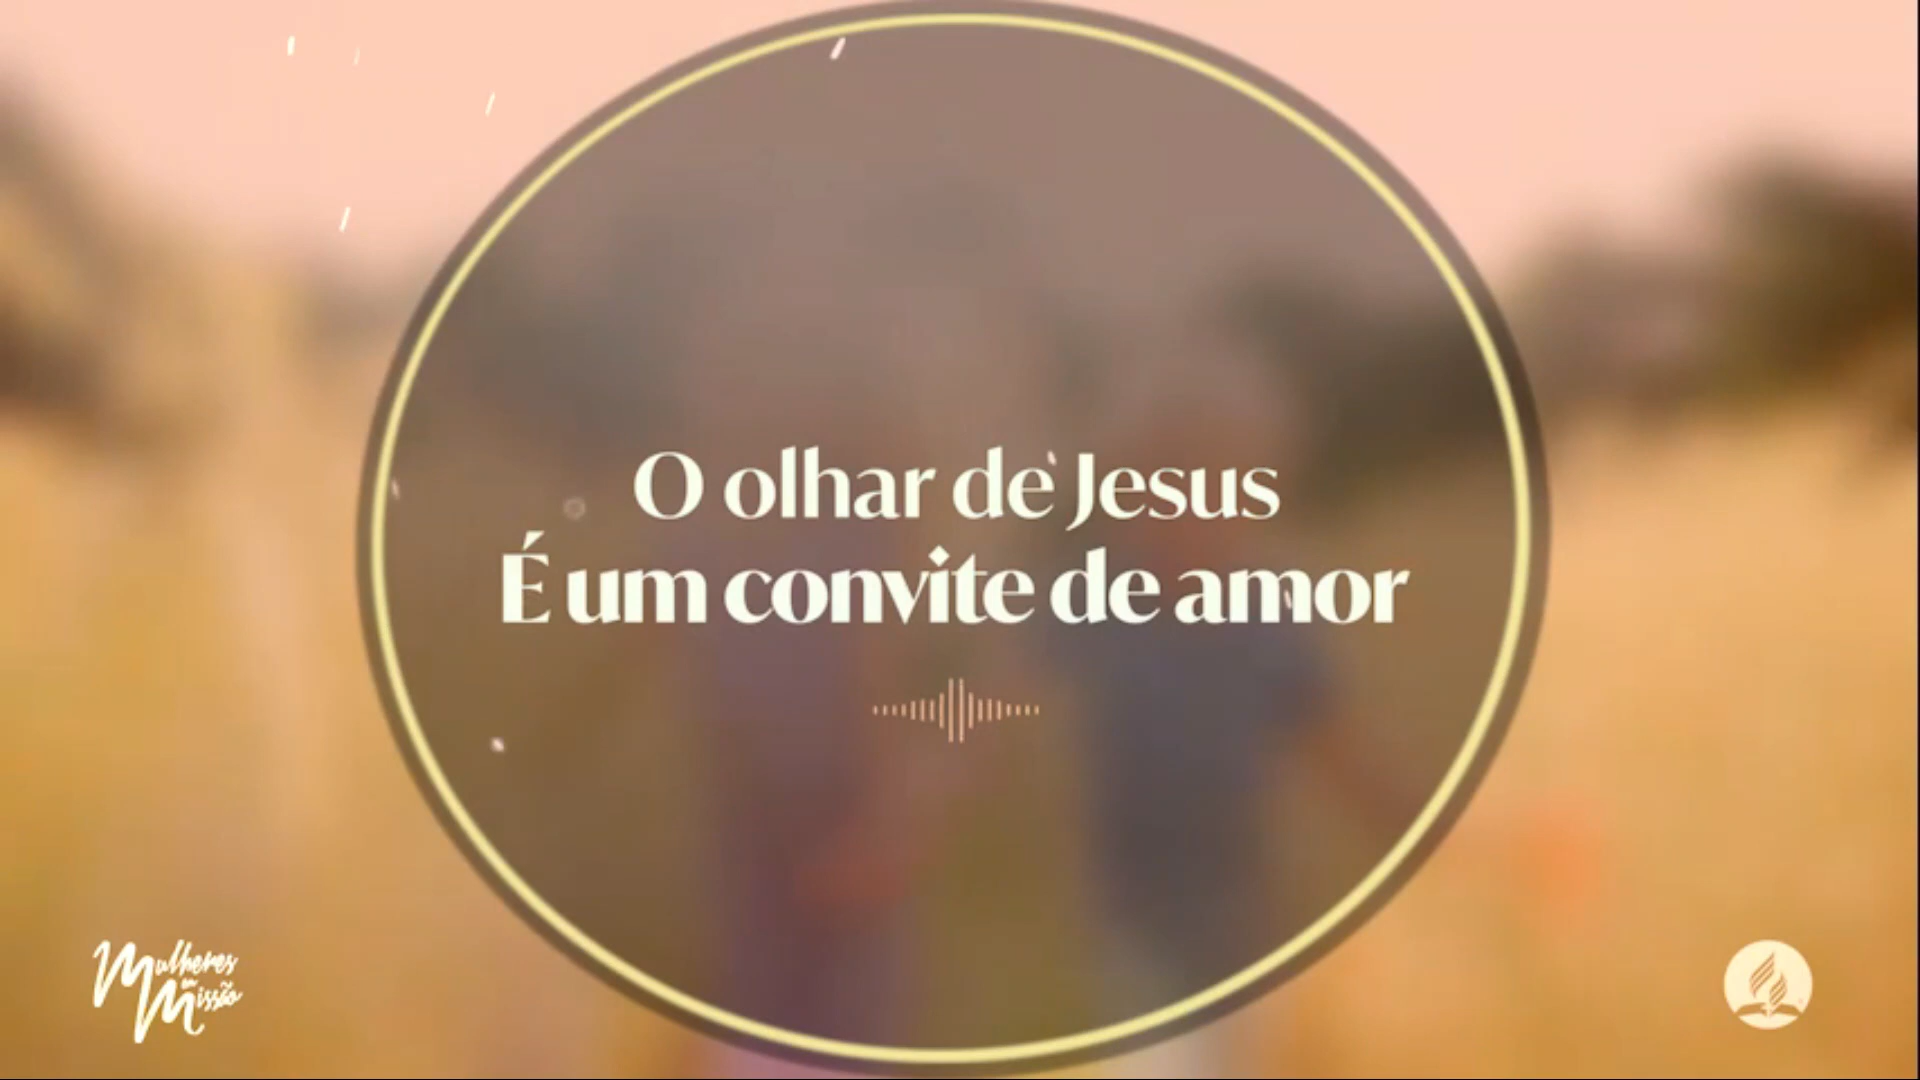 O olhar de Jesus
É um convite de amor
Mulheres
em
Missão